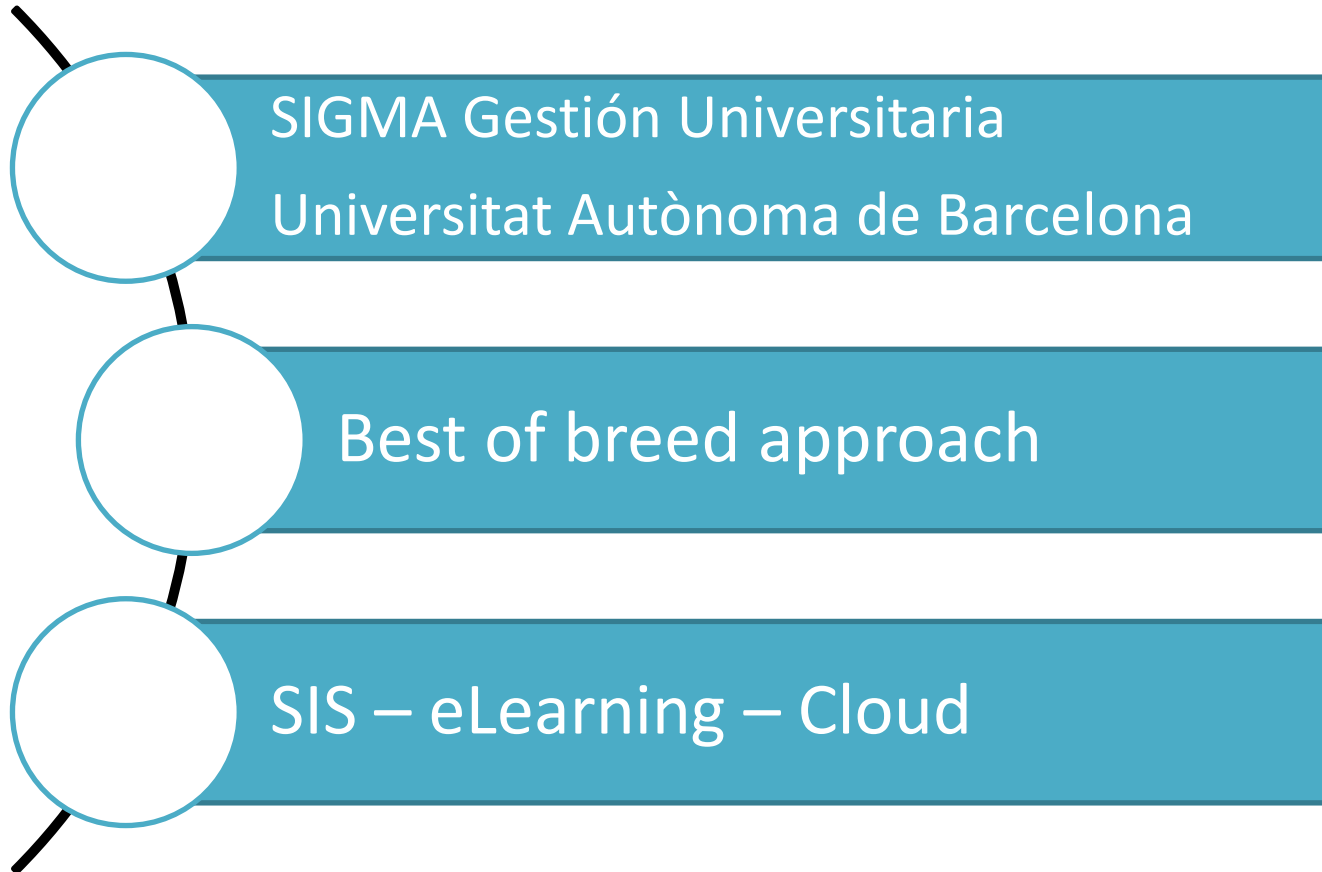 SIGMA Gestión Universitaria
Universitat Autònoma de Barcelona
Best of breed approach
SIS – eLearning – Cloud